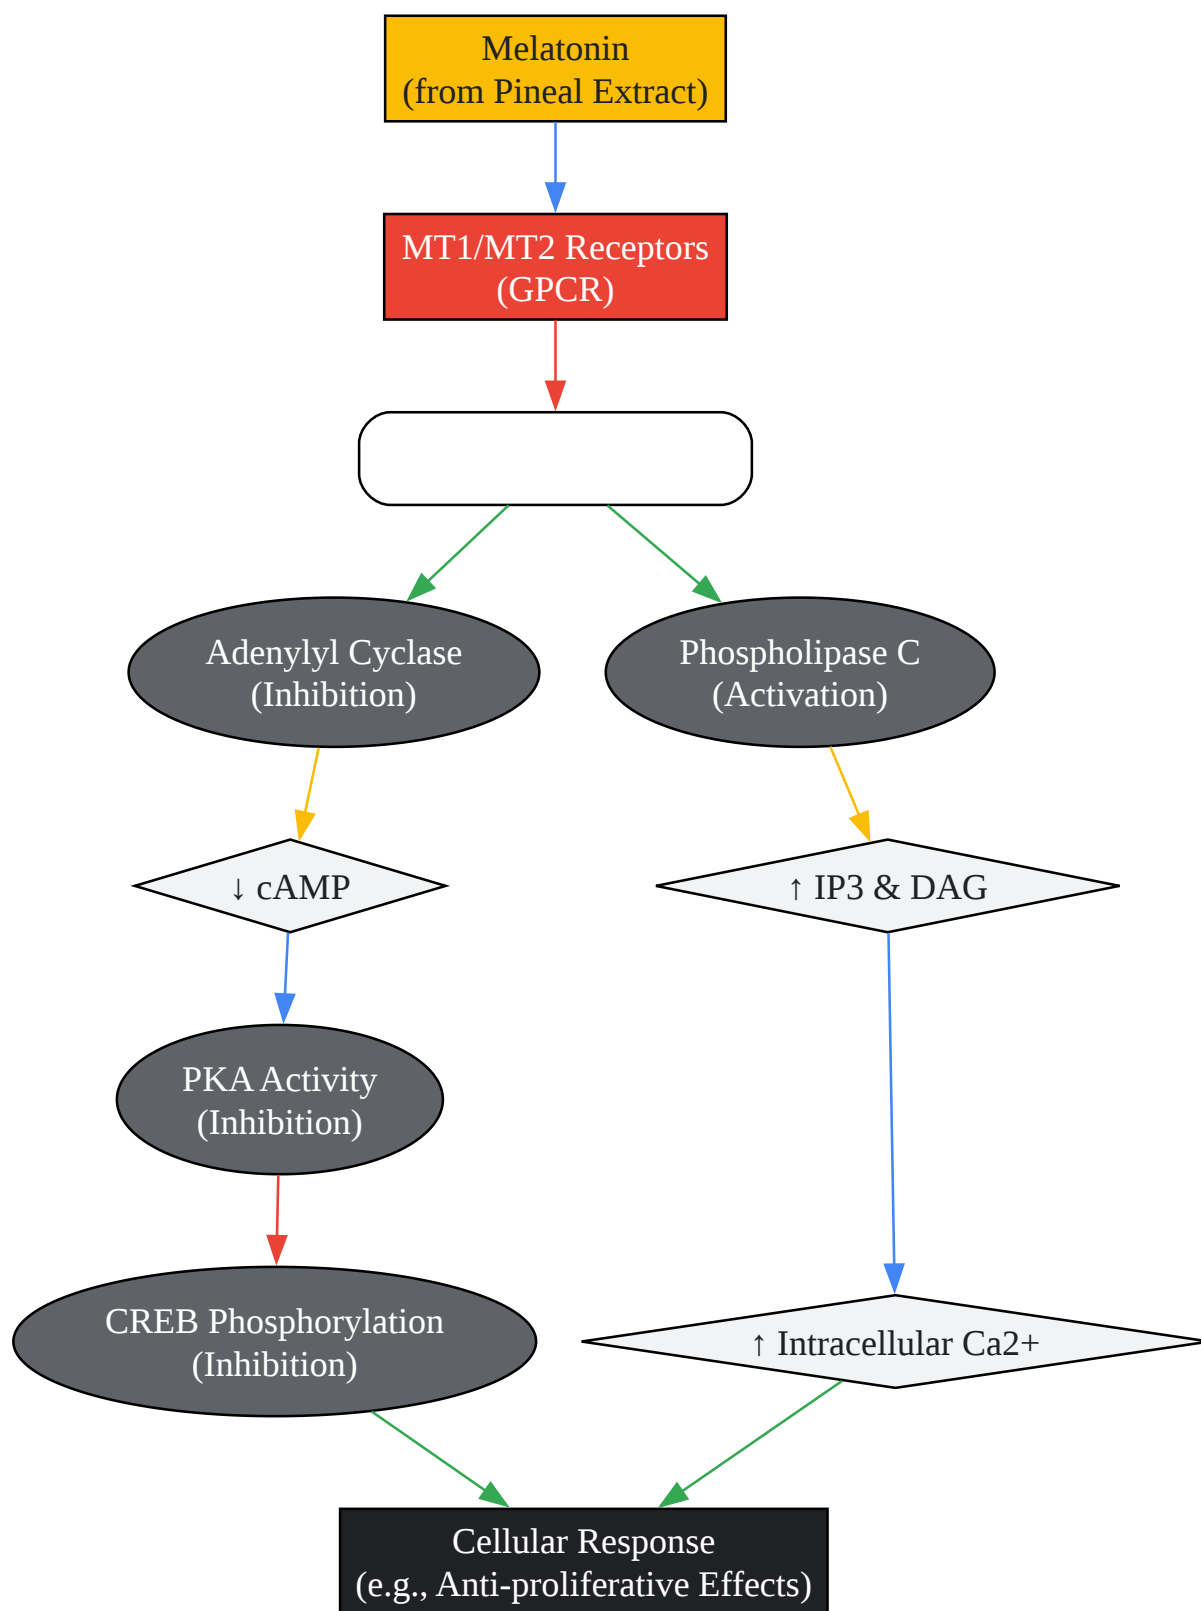 Melatonin
(from Pineal Extract)
MT1/MT2 Receptors
(GPCR)
Adenylyl Cyclase
(Inhibition)
Phospholipase C
(Activation)
↓ cAMP
↑ IP3 & DAG
PKA Activity
(Inhibition)
CREB Phosphorylation
(Inhibition)
↑ Intracellular Ca2+
Cellular Response
(e.g., Anti-proliferative Effects)